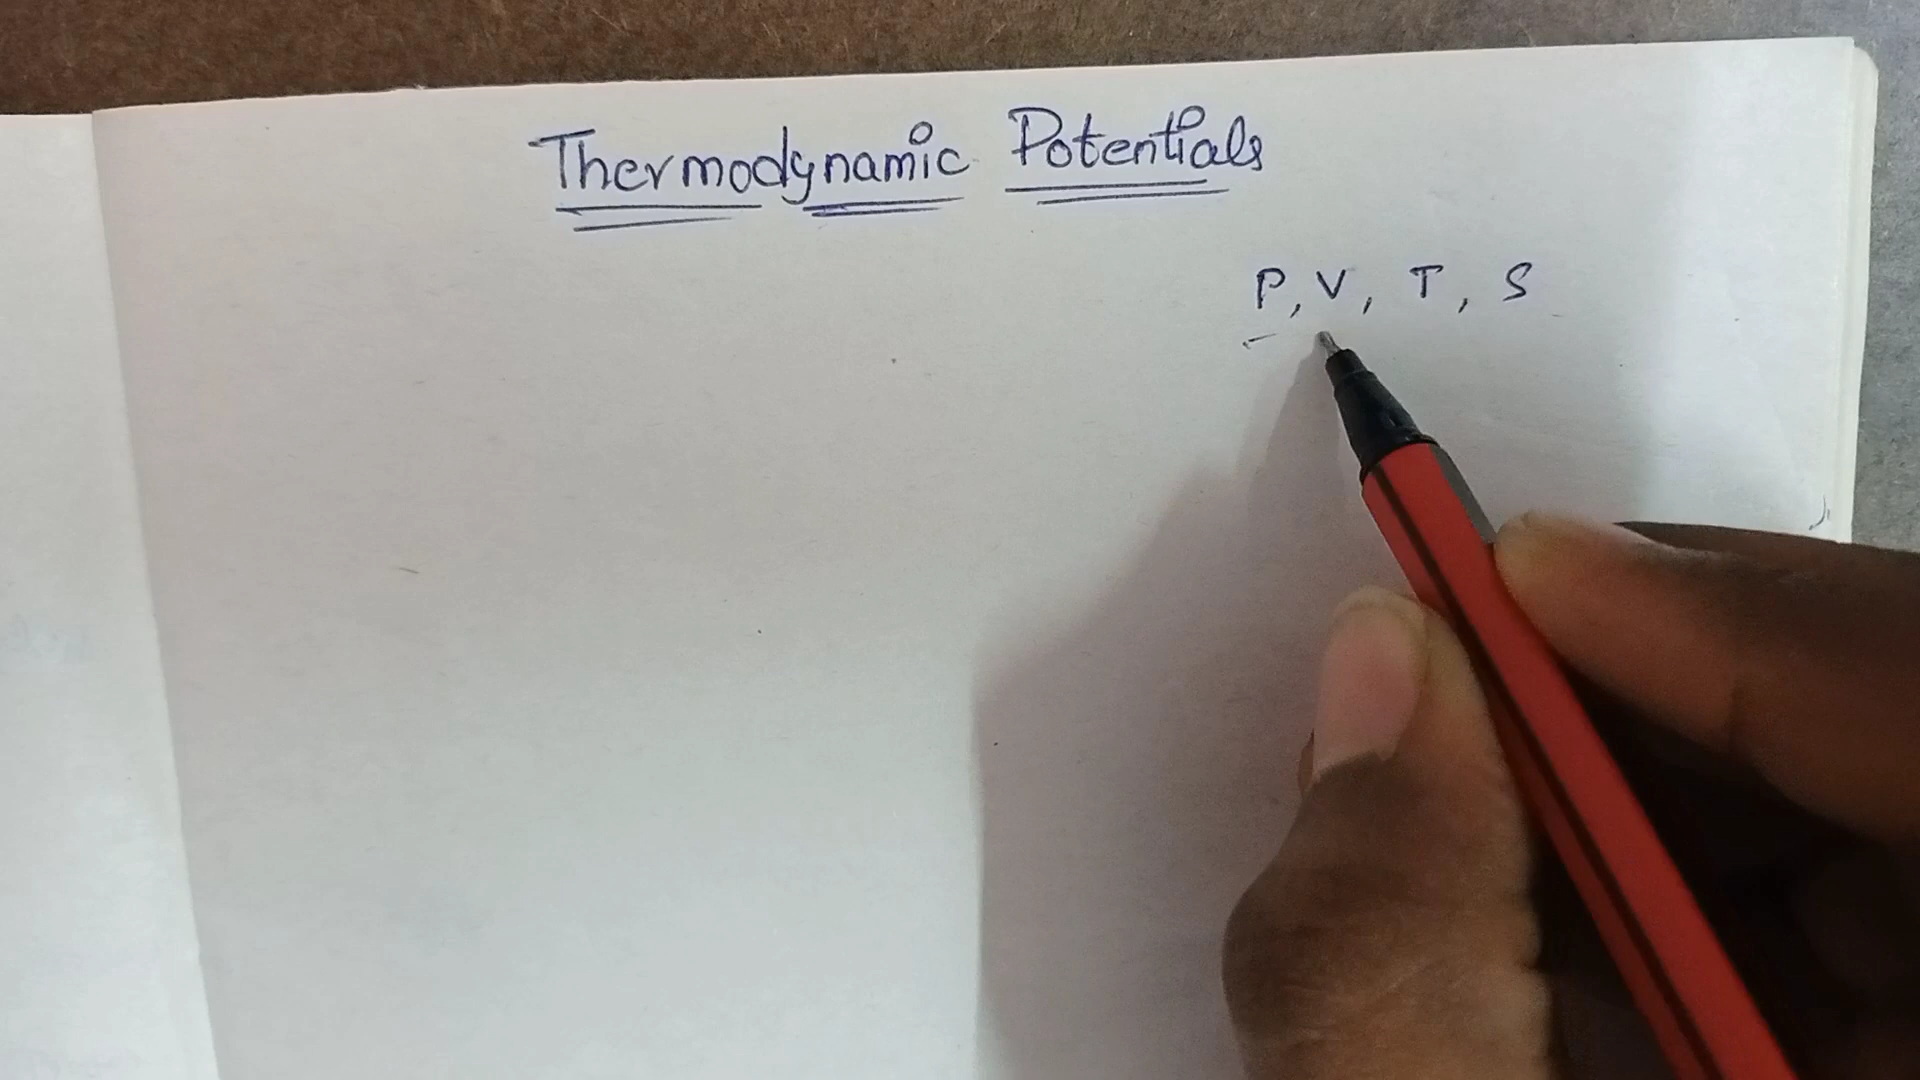 Thermodynamic Potentials
P, V, T, S